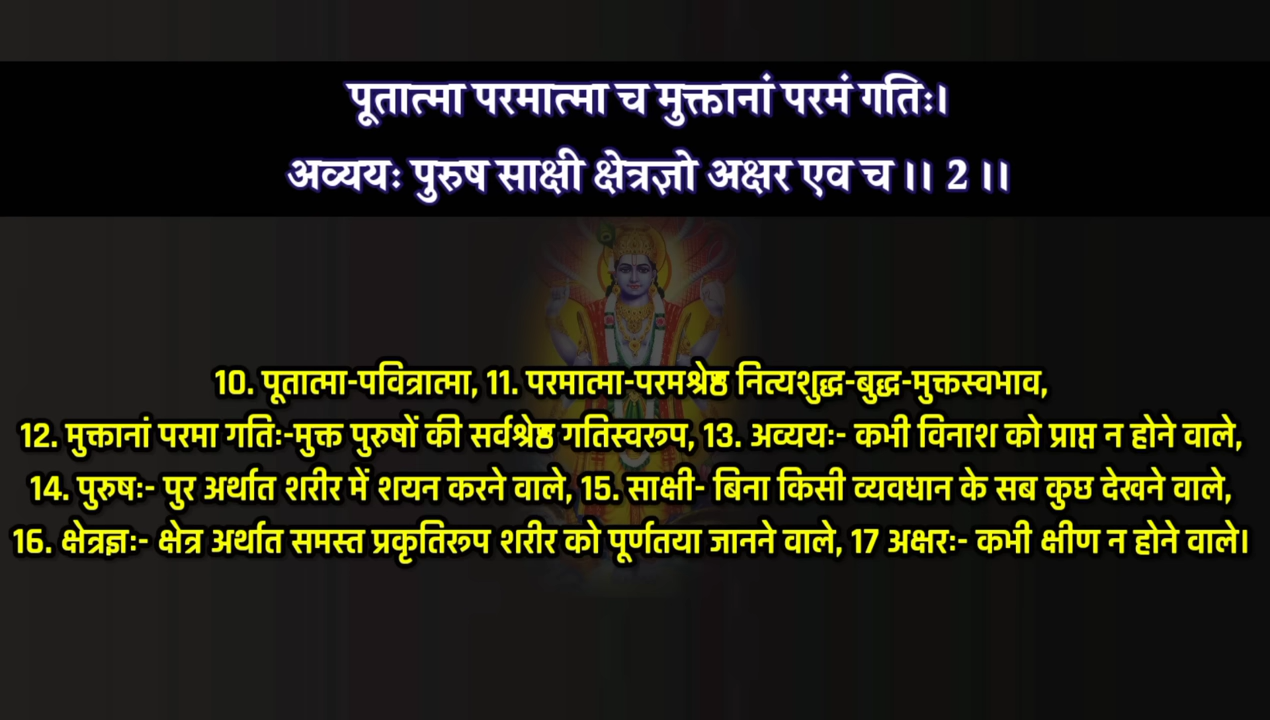 पूतात्मा परमात्मा च मुक्तानां परमं गतिः।
अव्ययः पुरुष साक्षी क्षेत्रज्ञो अक्षर एव च ।। 2 ।।
10. पूतात्मा-पवित्रात्मा, 11. परमात्मा-परमश्रेष्ठ नित्यशुद्ध-बुद्ध-मुक्तस्वभाव,
12. मुक्तानां परमा गतिः-मुक्त पुरुषों की सर्वश्रेष्ठ गतिस्वरूप, 13. अव्ययः- कभी विनाश को प्राप्त न होने वाले,
14. पुरुषः- पुर अर्थात शरीर में शयन करने वाले, 15. साक्षी- बिना किसी व्यवधान के सब कुछ देखने वाले,
16. क्षेत्रज्ञः- क्षेत्र अर्थात समस्त प्रकृतिरूप शरीर को पूर्णतया जानने वाले, 17 अक्षरः- कभी क्षीण न होने वाले।